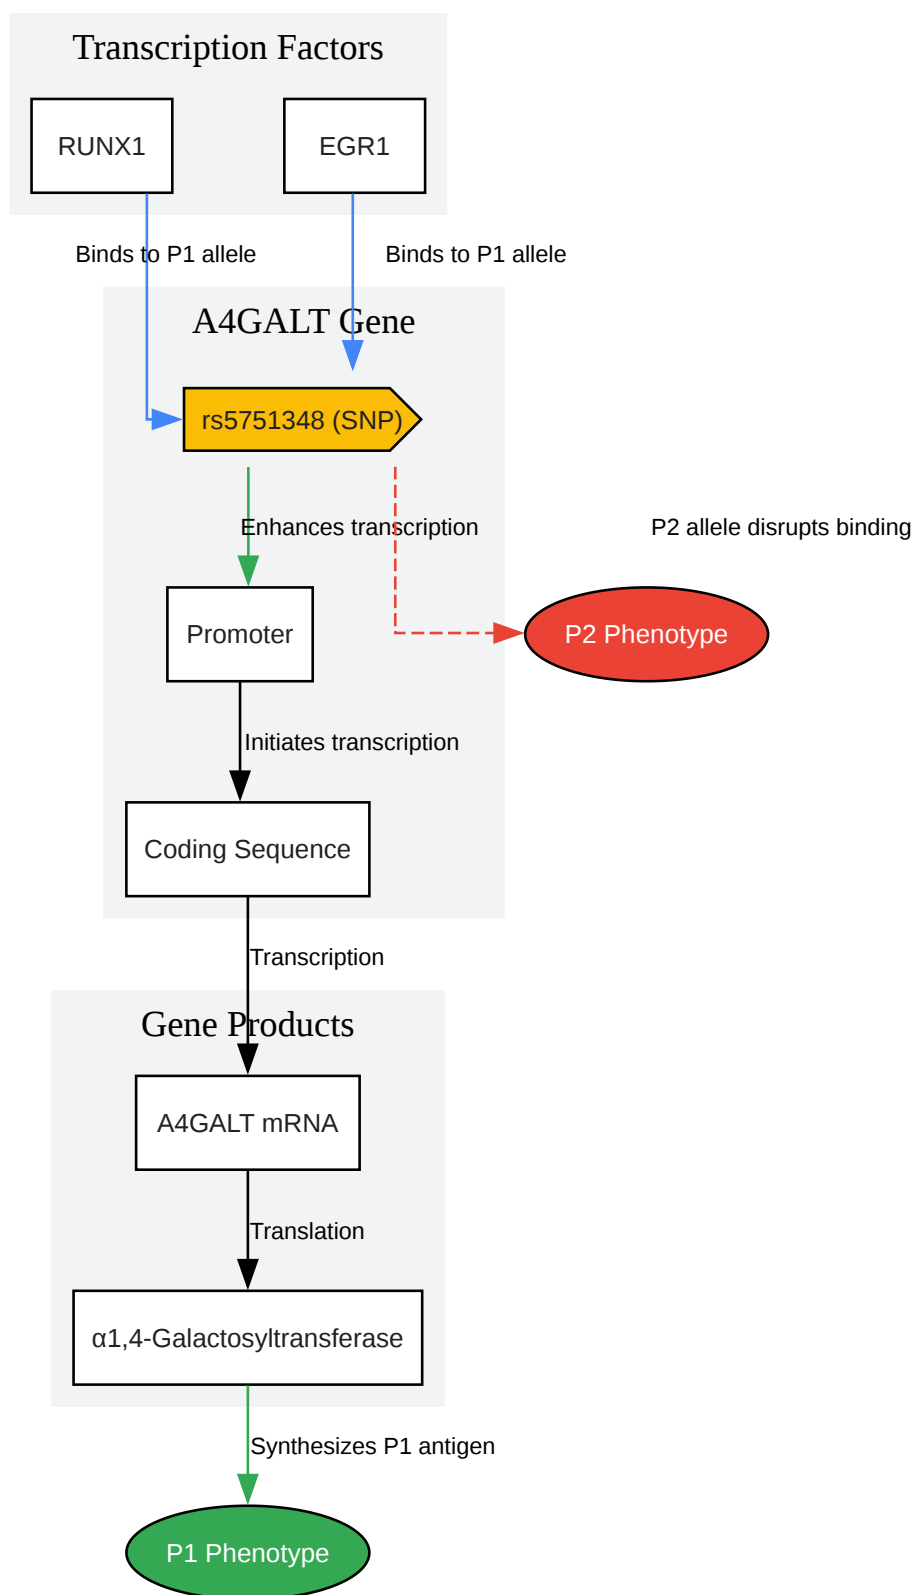 Transcription Factors
RUNX1
EGR1
Binds to P1 allele
Binds to P1 allele
A4GALT Gene
rs5751348 (SNP)
Enhances transcription
P2 allele disrupts binding
Promoter
P2 Phenotype
Initiates transcription
Coding Sequence
Transcription
Gene Products
A4GALT mRNA
Translation
α1,4-Galactosyltransferase
Synthesizes P1 antigen
P1 Phenotype